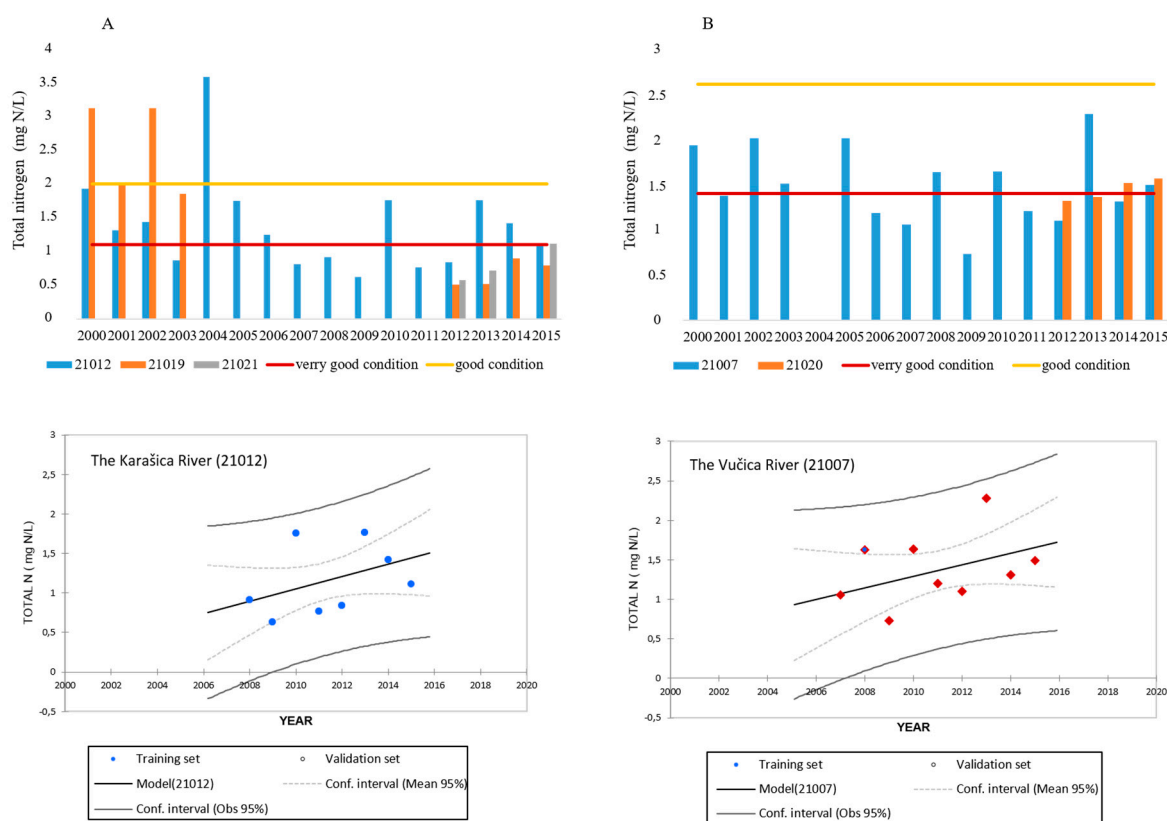 A
Total nitrogen (mg N/L)
4
3.5
3
2.5
2
1.5
1
0.5
0
2000 2001 2002 2003 2004 2005 2006 2007 2008 2009 2010 2011 2012 2013 2014 2015
21012 21019 21021 verry good condition good condition
B
Total nitrogen (mg N/L)
3
2.5
2
1.5
1
0.5
0
2000 2001 2002 2003 2004 2005 2006 2007 2008 2009 2010 2011 2012 2013 2014 2015
21007 21020 verry good condition good condition
The Karašica River (21012)
TOTAL N ( mg N/L)
3
2,5
2
1,5
1
0,5
0
-0,5
2000 2002 2004 2006 2008 2010 2012 2014 2016 2018 2020
YEAR
Training set Validation set
Model(21012) Conf. interval (Mean 95%)
Conf. interval (Obs 95%)
The Vučica River (21007)
TOTAL N ( mg N/L)
3
2,5
2
1,5
1
0,5
0
-0,5
2000 2002 2004 2006 2008 2010 2012 2014 2016 2018 2020
YEAR
Training set Validation set
Model(21007) Conf. interval (Mean 95%)
Conf. interval (Obs 95%)